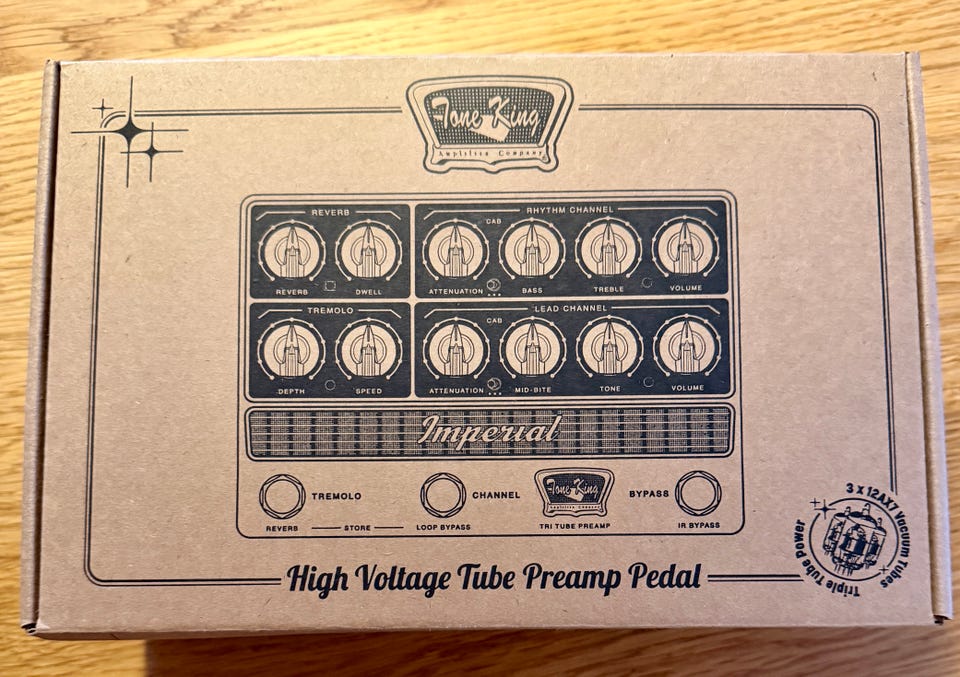 Tone King
Amplifier Company
REVERB
RHYTHM CHANNEL
CAB
REVERB DWELL
ATTENUATION BASS TREBLE VOLUME
TREMOLO
LEAD CHANNEL
CAB
DEPTH SPEED
ATTENUATION MID-BITE TONE VOLUME
Imperial
TREMOLO
CHANNEL
Tone King
Amplifier Company
BYPASS
REVERB STORE LOOP BYPASS
TRI TUBE PREAMP
IR BYPASS
High Voltage Tube Preamp Pedal
3 x 12AX7 Vacuum Tubes
Triple Tube Power